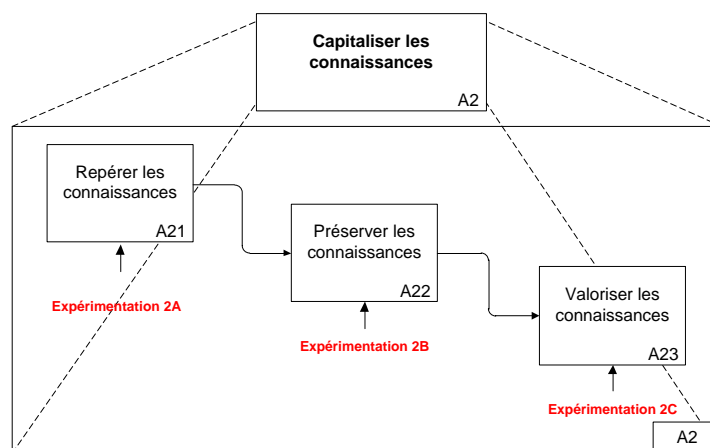 Capitaliser les
connaissances
A2
Repérer les
connaissances
A21
Expérimentation 2A
Préserver les
connaissances
A22
Expérimentation 2B
Valoriser les
connaissances
A23
Expérimentation 2C
A2